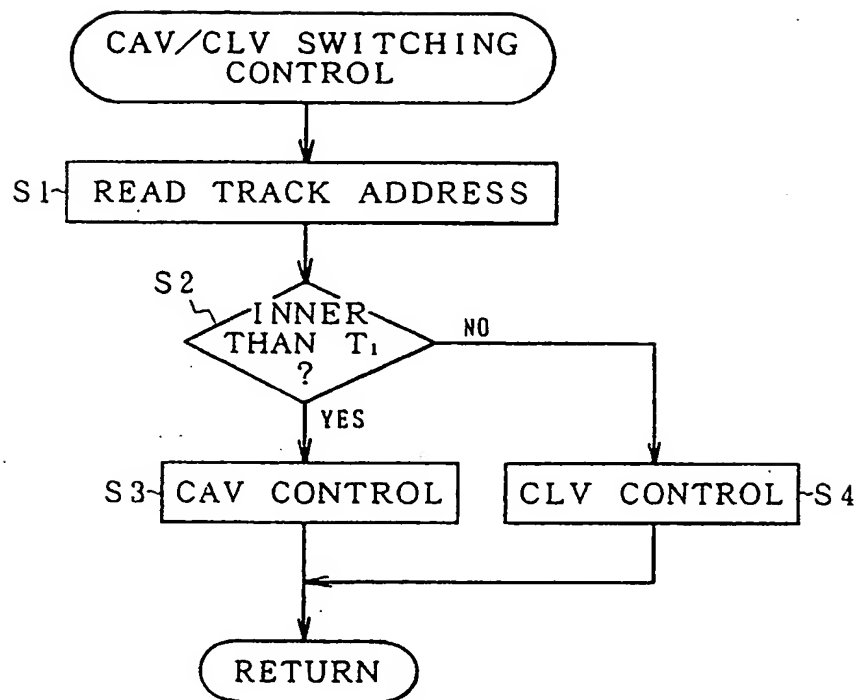 CAV/CLV SWITCHING
CONTROL
S1 READ TRACK ADDRESS
S2
INNER
THAN T₁
?
NO
YES
S3 CAV CONTROL
CLV CONTROL S4
RETURN